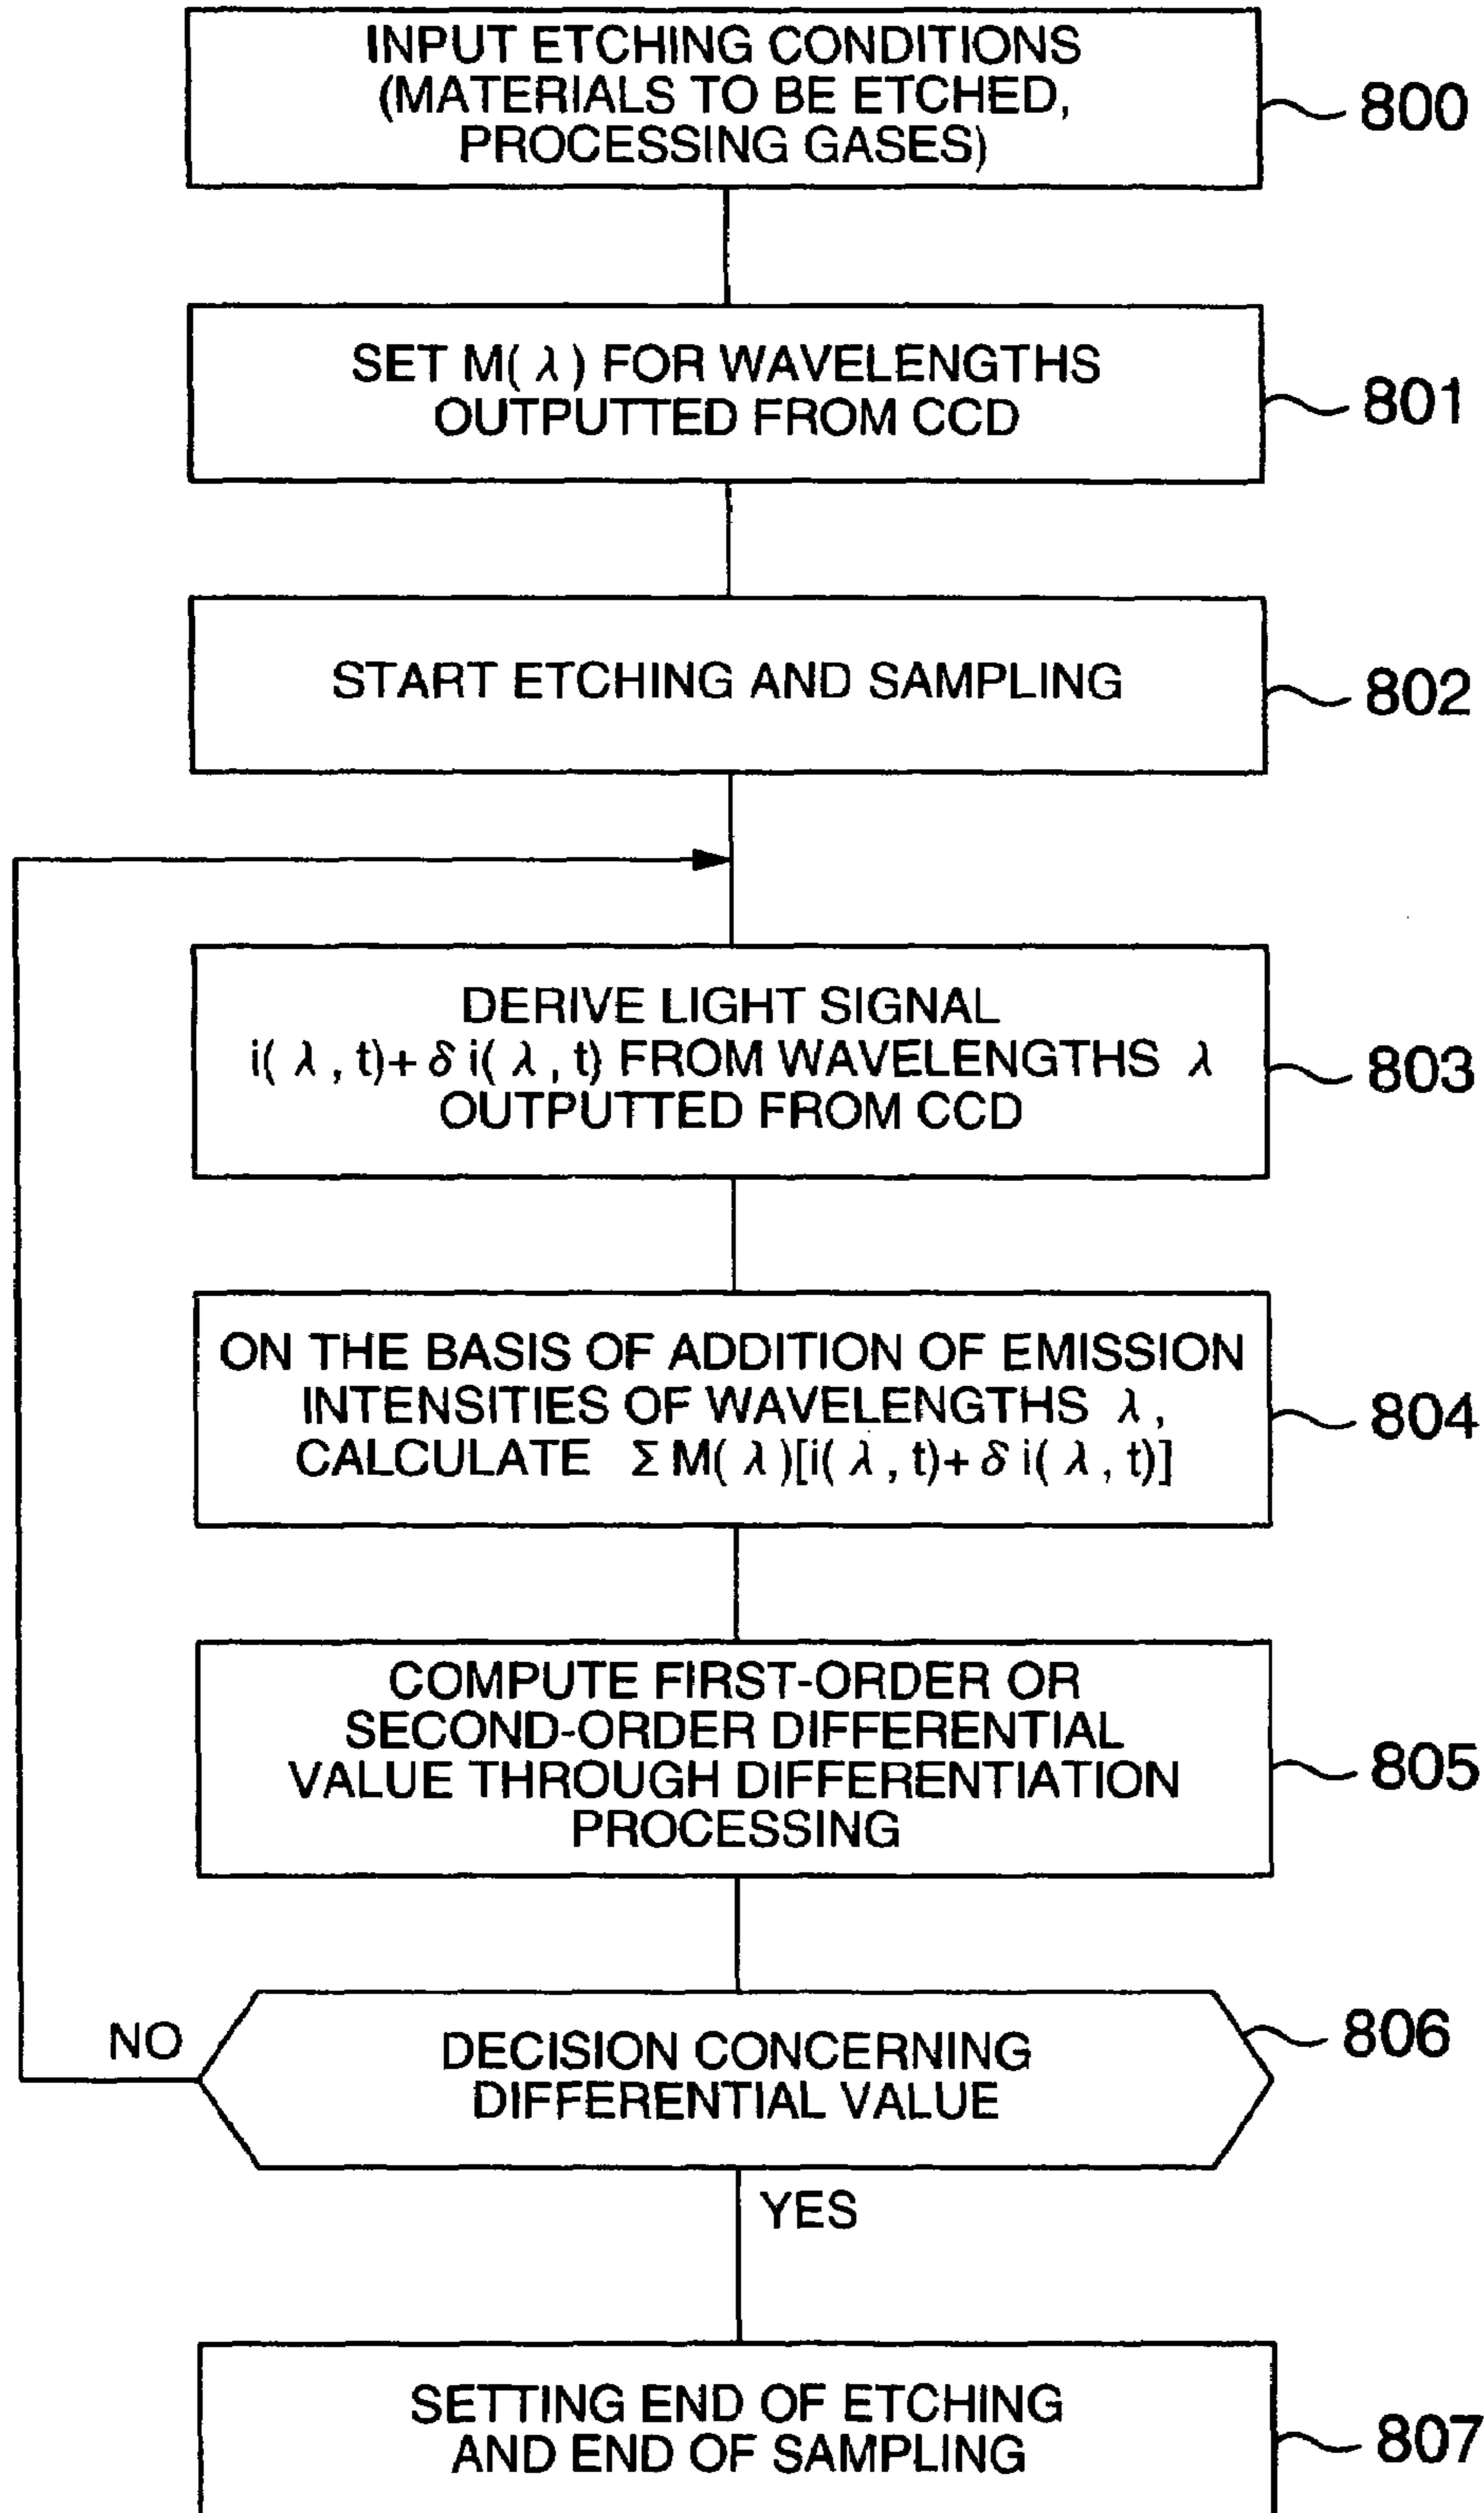 INPUT ETCHING CONDITIONS
(MATERIALS TO BE ETCHED,
PROCESSING GASES)
800
SET M( λ ) FOR WAVELENGTHS
OUTPUTTED FROM CCD
801
START ETCHING AND SAMPLING
802
DERIVE LIGHT SIGNAL
i( λ , t)+ δ i( λ , t) FROM WAVELENGTHS λ
OUTPUTTED FROM CCD
803
ON THE BASIS OF ADDITION OF EMISSION
INTENSITIES OF WAVELENGTHS λ ,
CALCULATE Σ M( λ )[i( λ , t)+ δ i( λ , t)]
804
COMPUTE FIRST-ORDER OR
SECOND-ORDER DIFFERENTIAL
VALUE THROUGH DIFFERENTIATION
PROCESSING
805
NO
DECISION CONCERNING
DIFFERENTIAL VALUE
806
YES
SETTING END OF ETCHING
AND END OF SAMPLING
807